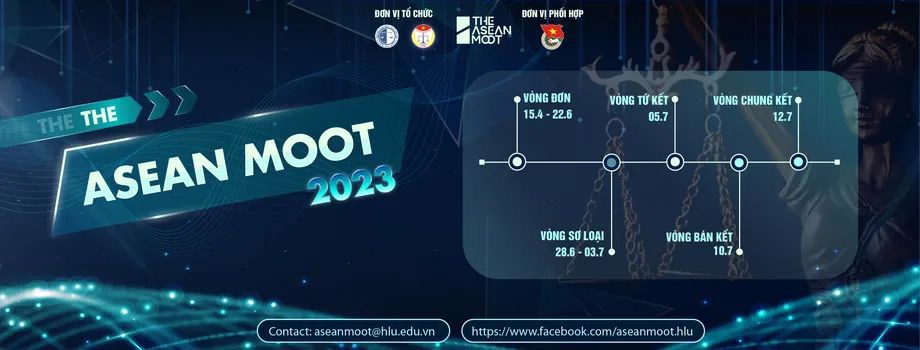 ĐƠN VỊ TỔ CHỨC
THE
ASEAN
MOOT
ĐƠN VỊ PHỐI HỢP
THE THE
ASEAN MOOT
2023
VÒNG ĐƠN
15.4 - 22.6
VÒNG TỨ KẾT
05.7
VÒNG CHUNG KẾT
12.7
VÒNG SƠ LOẠI
28.6 - 03.7
VÒNG BÁN KẾT
10.7
Contact: aseanmoot@hlu.edu.vn
https://www.facebook.com/aseanmoot.hlu